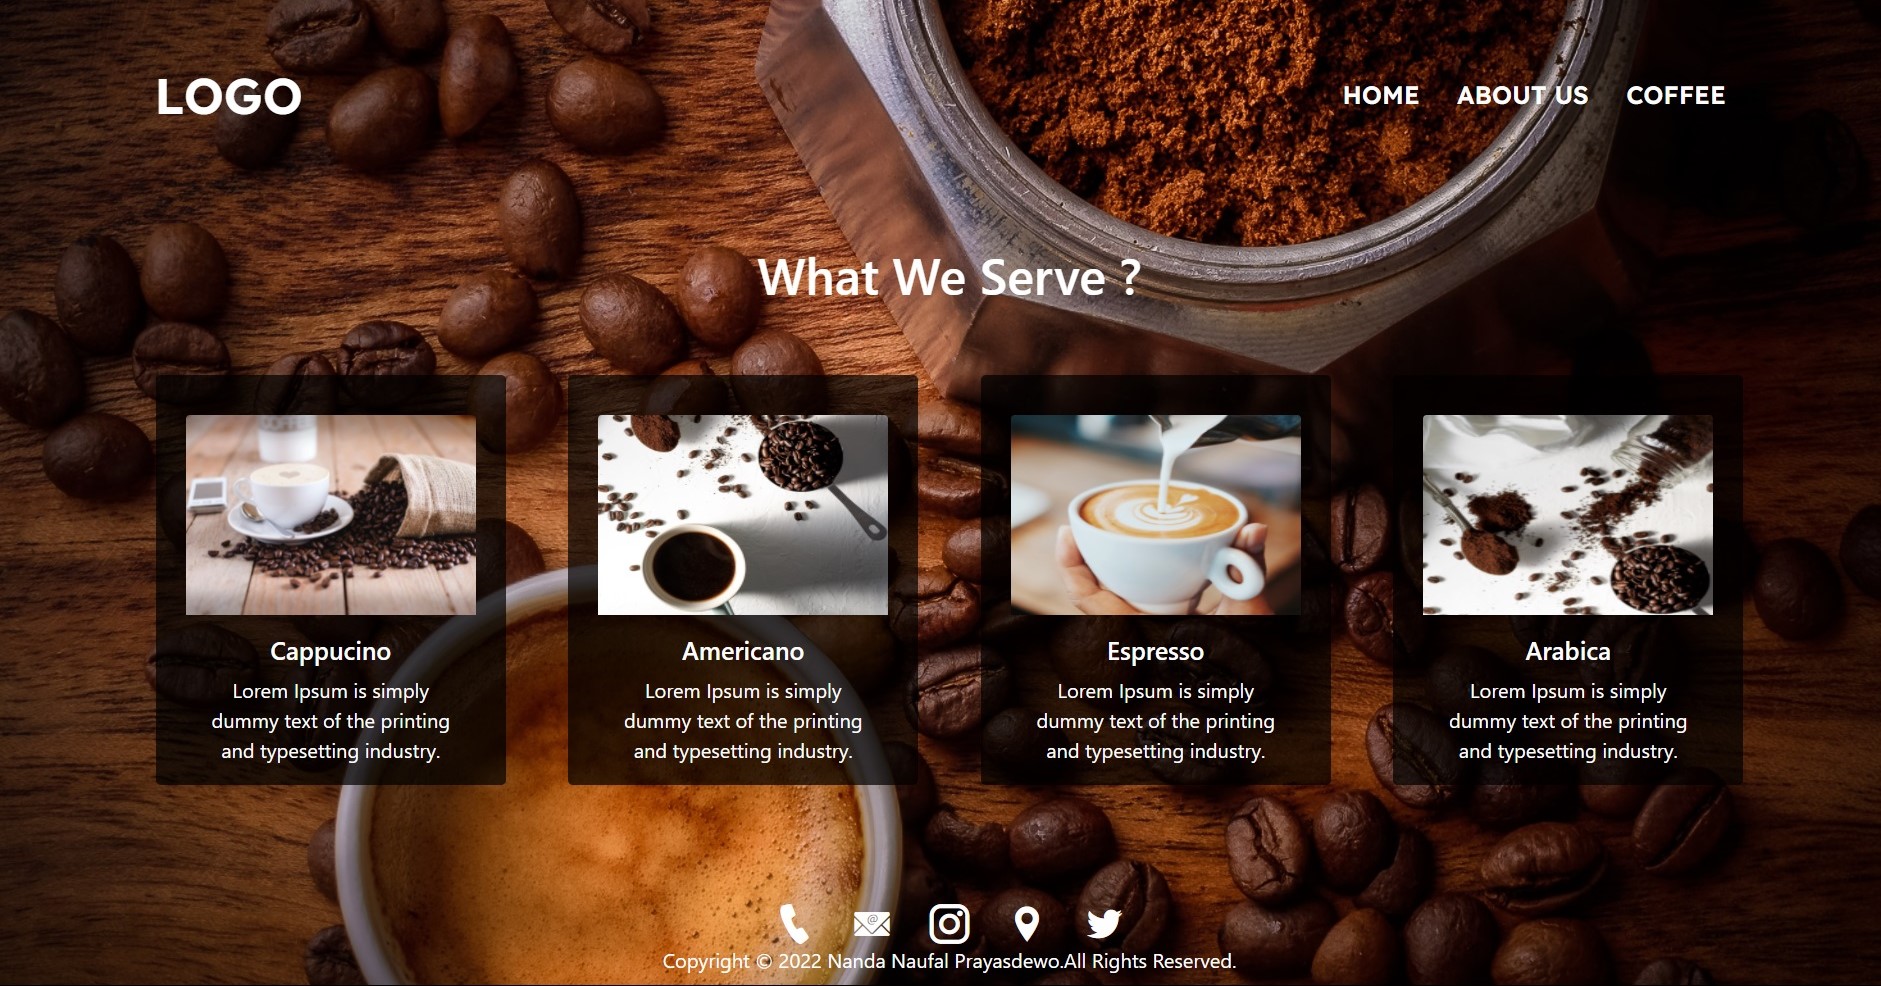 LOGO
HOME ABOUT US COFFEE
What We Serve ?
Cappucino
Lorem Ipsum is simply
dummy text of the printing
and typesetting industry.
Americano
Lorem Ipsum is simply
dummy text of the printing
and typesetting industry.
Espresso
Lorem Ipsum is simply
dummy text of the printing
and typesetting industry.
Arabica
Lorem Ipsum is simply
dummy text of the printing
and typesetting industry.
@
Copyright © 2022 Nanda Naufal Prayasdewo.All Rights Reserved.